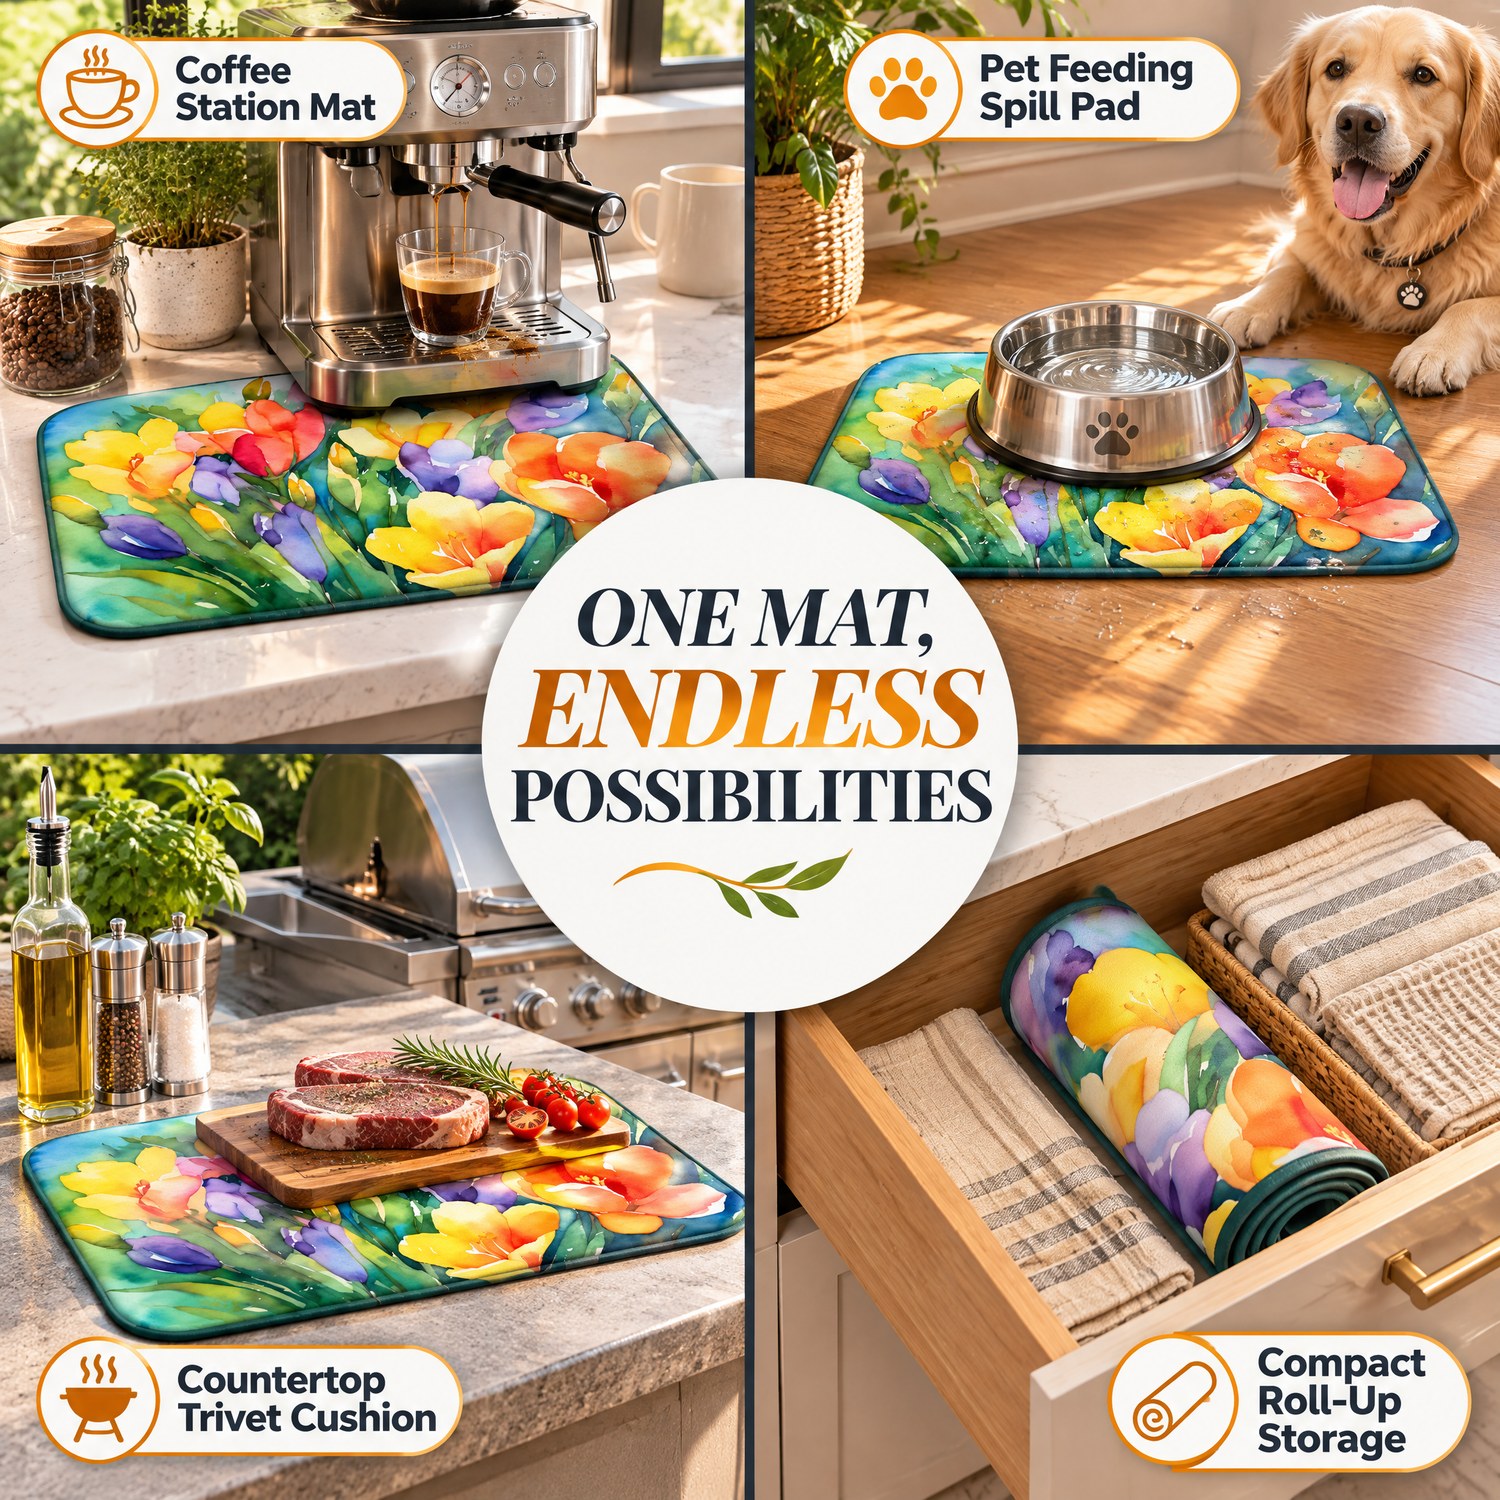 Coffee
Station Mat
Pet Feeding
Spill Pad
ONE MAT,
ENDLESS
POSSIBILITIES
Countertop
Trivet Cushion
Compact
Roll-Up
Storage